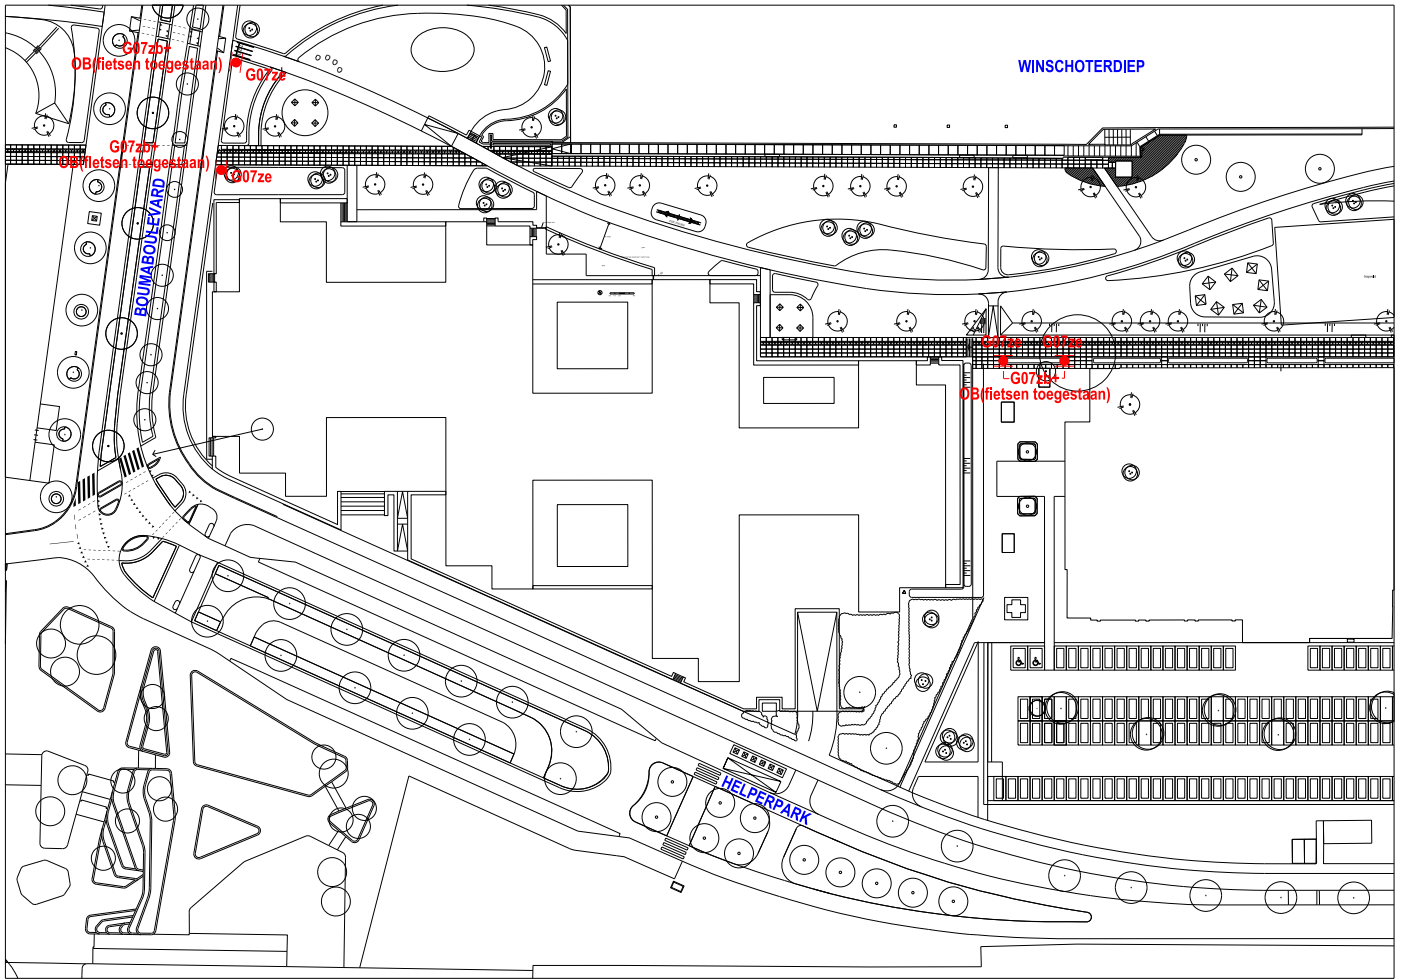 G07zb+
OB(fietsen toegestaan)
G07ze
WINSCHOTERDIEP
G07zb+
OB(fietsen toegestaan)
G07ze
BOUMABOULEVARD
G07ze
G07ze
G07zb+
OB(fietsen toegestaan)
HELPERPARK